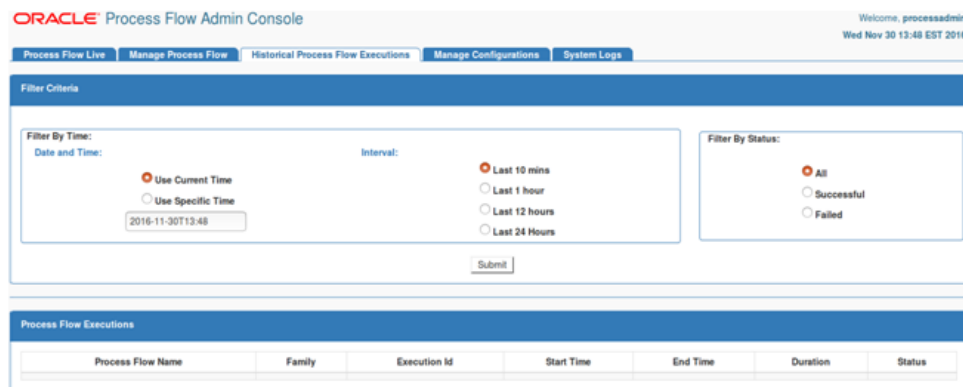 ORACLE Process Flow Admin Console
Welcome, processadmin
Wed Nov 30 13:48 EST 2016
Process Flow Live Manage Process Flow Historical Process Flow Executions Manage Configurations System Logs
Filter Criteria
Filter By Time:
Date and Time:
Use Current Time
Use Specific Time
2016-11-30T13:48
Interval:
Last 10 mins
Last 1 hour
Last 12 hours
Last 24 Hours
Filter By Status:
All
Successful
Failed
Submit
Process Flow Executions
Process Flow Name Family Execution Id Start Time End Time Duration Status